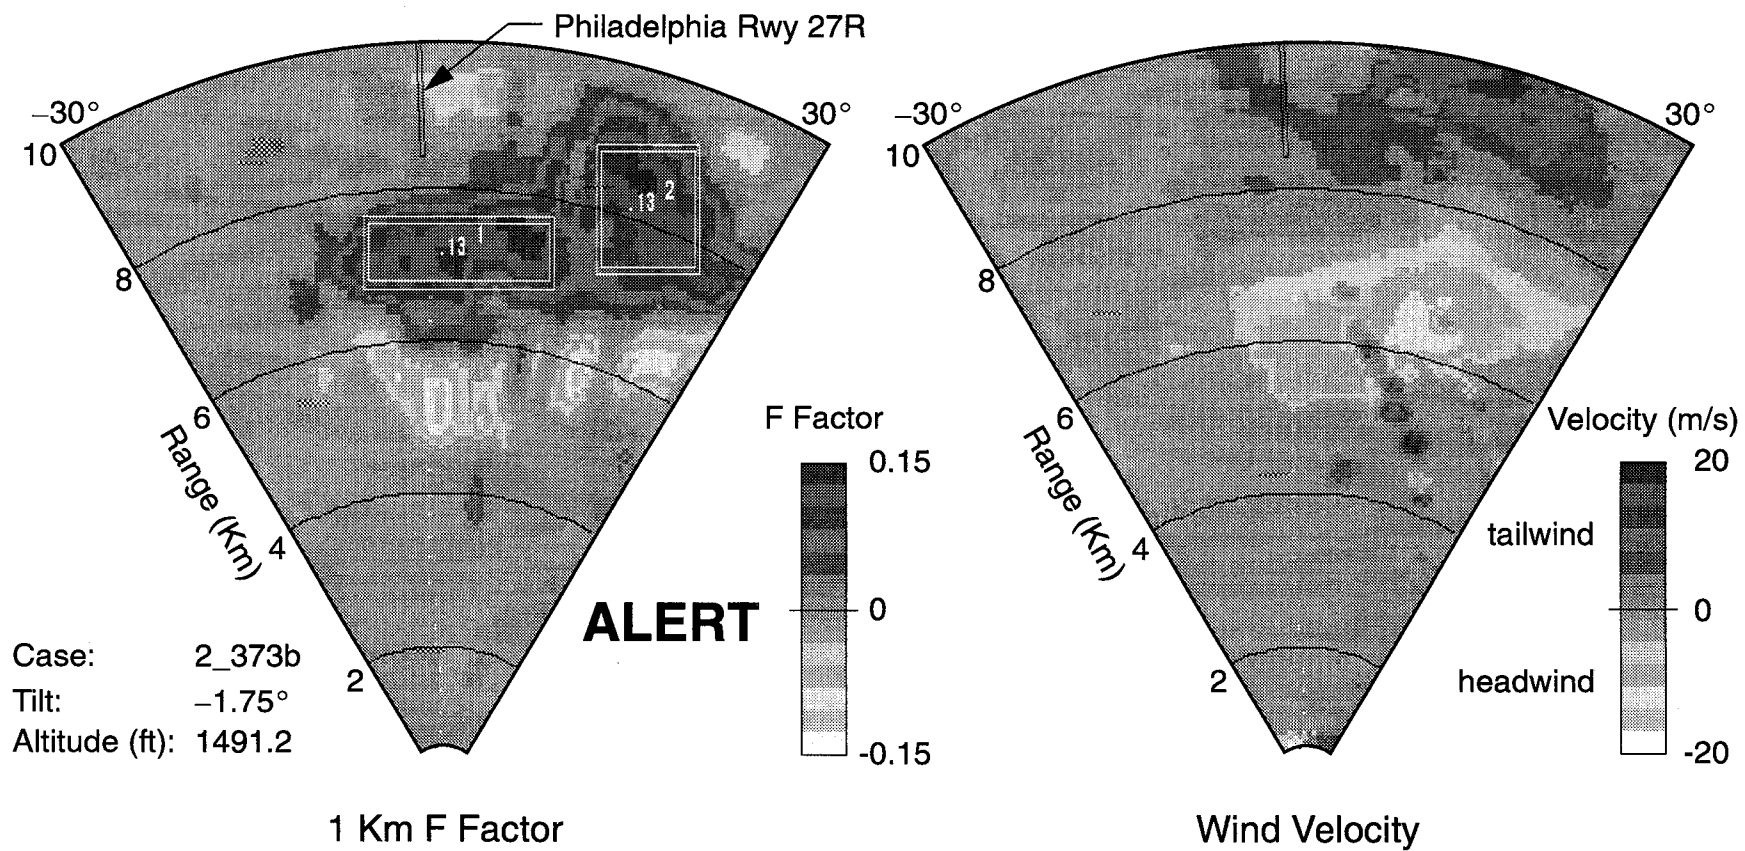 Philadelphia Rwy 27R
−30°
30°
−30°
30°
10
10
2
.13
1
.13
8
8
6
6
F Factor
Velocity (m/s)
Range (Km)
Range (Km)
0.15
20
tailwind
4
4
ALERT
0
0
Case: 2_373b
headwind
2
2
Tilt: −1.75°
Altitude (ft): 1491.2
-0.15
-20
1 Km F Factor
Wind Velocity